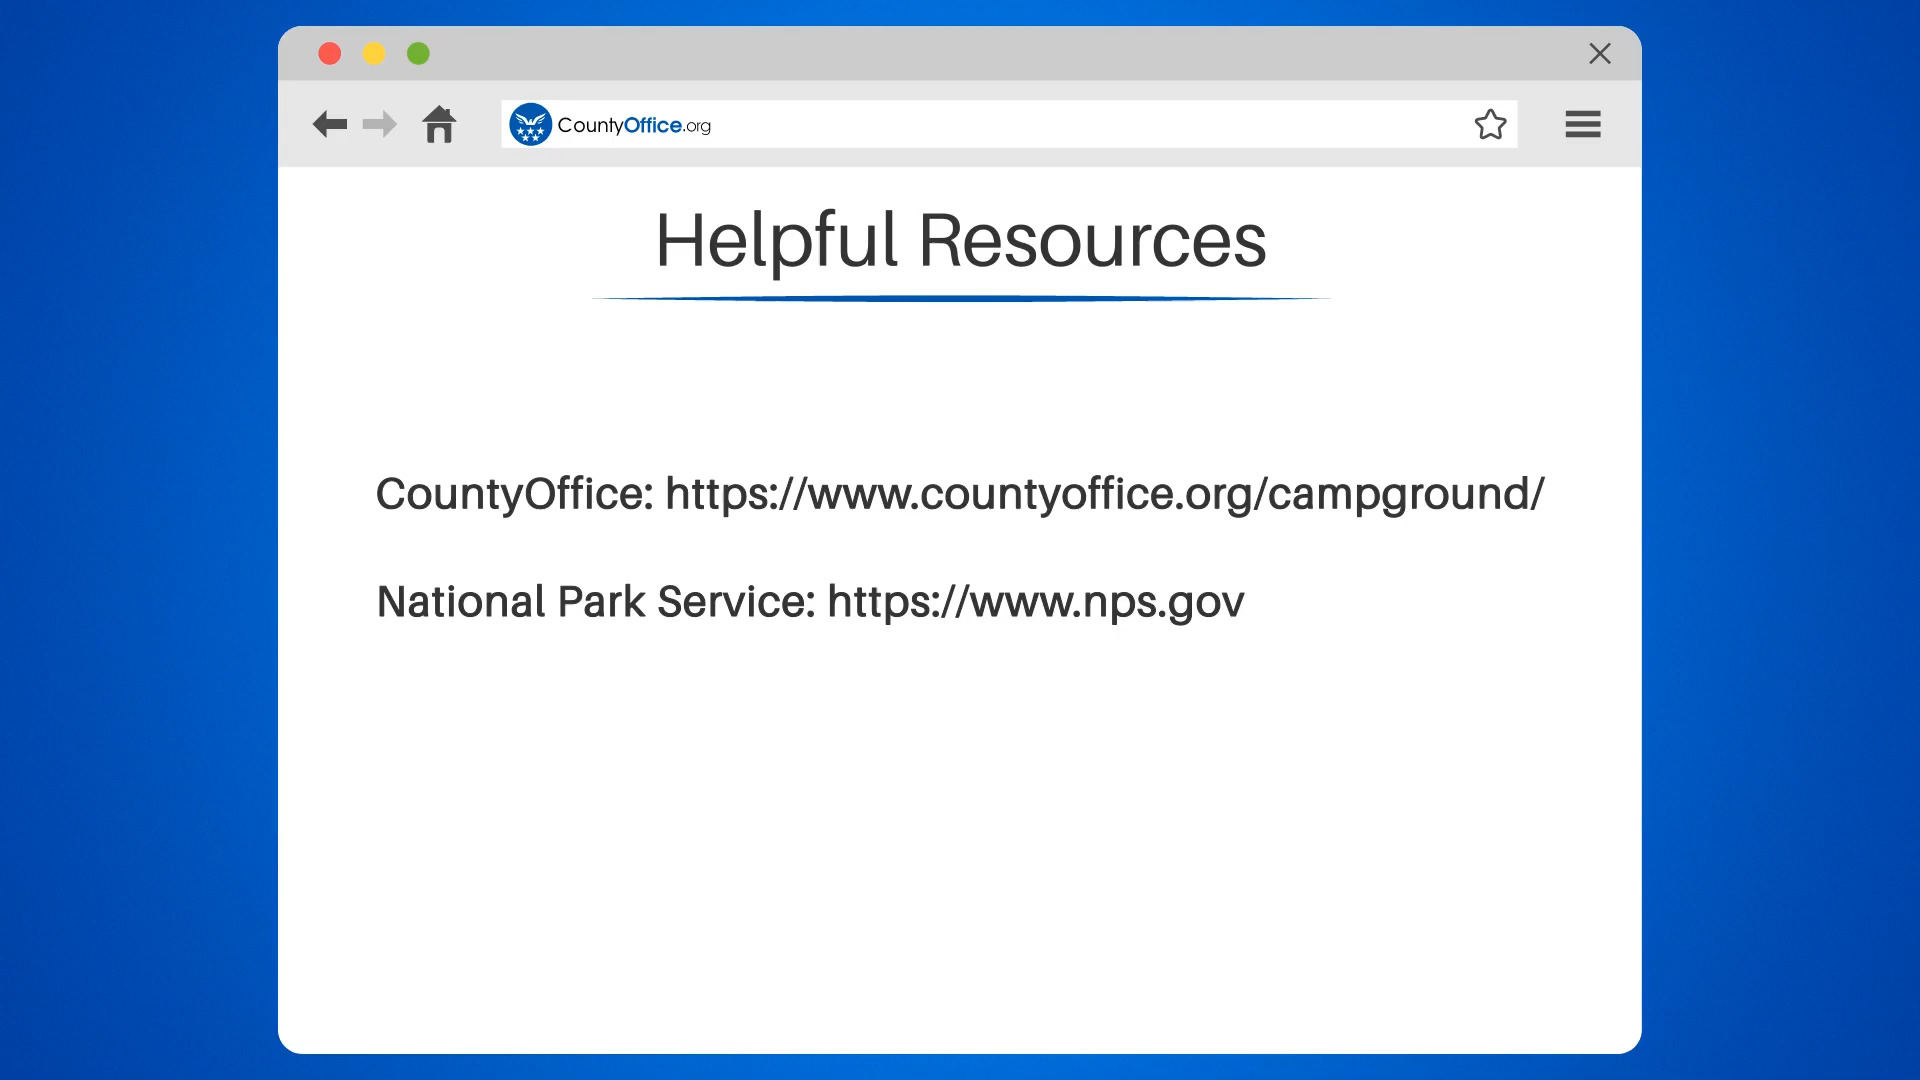 CountyOffice.org
Helpful Resources
CountyOffice: https://www.countyoffice.org/campground/
National Park Service: https://www.nps.gov